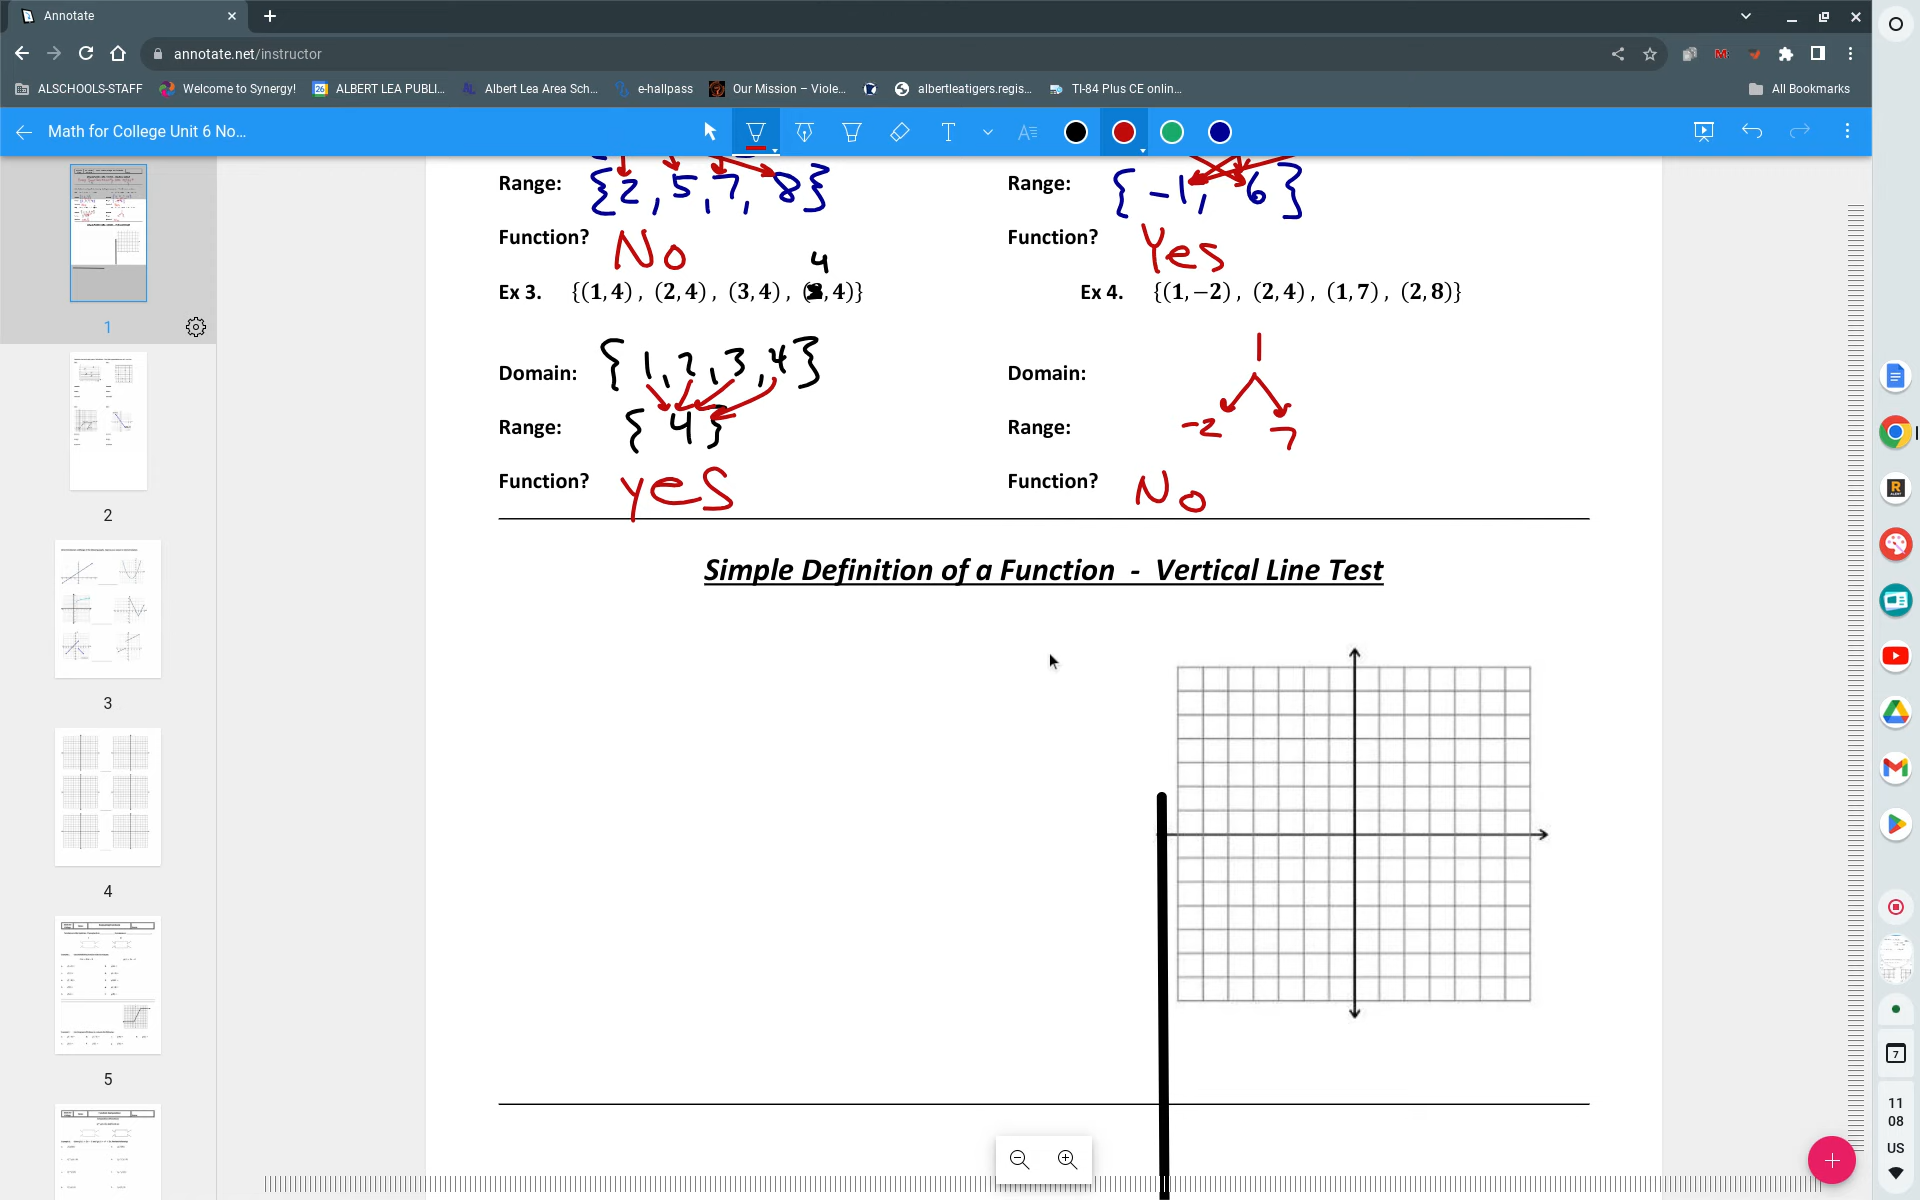 Annotate
annotate.net/instructor
ALSCHOOLS-STAFF Welcome to Synergy! ALBERT LEA PUBLI... Albert Lea Area Sch... e-hallpass Our Mission – Viole... albertleatigers.regis... TI-84 Plus CE onlin... All Bookmarks
Math for College Unit 6 No...
Range: {2, 5, 7, 8} Range: {-1, 6}
Function? No Function? Yes
4
Ex 3. {(1, 4), (2, 4), (3, 4), ( , 4)} Ex 4. {(1, −2), (2, 4), (1, 7), (2, 8)}
1
Domain: {1, 2, 3, 4} Domain:
Range: {4} Range: -2 7
Function? yes Function? No
Simple Definition of a Function - Vertical Line Test
1
2
3
4
5
7
11
08
US